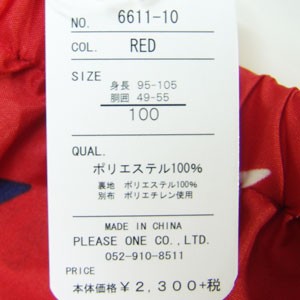 NO. 6611-10
COL. RED
SIZE
身長 95-105
胴囲 49-55
100
QUAL.
ポリエステル100%
裏地 ポリエステル100%
別布 ポリエチレン使用
MADE IN CHINA
PLEASE ONE CO.,LTD.
052-910-8511
PRICE
本体価格 ¥2,300+税